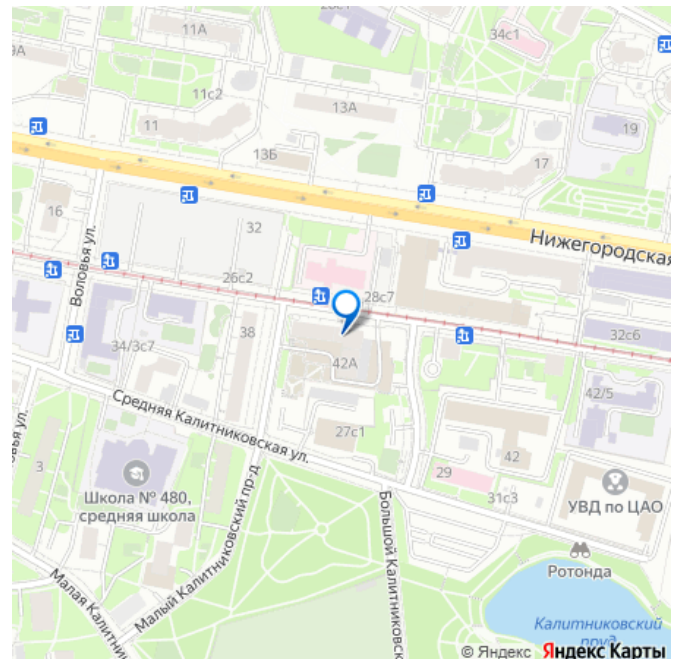 34с1
11А
9А
11с2
13А
11
13Б
19
17
16
32
Нижегородская
Воловья ул.
26с2
28с7
38
34/3с7
32с6
42А
42/5
Средняя Калитниковская ул.
27с1
42
3
29
31с3
Школа № 480,
средняя школа
УВД по ЦАО
Ротонда
Малый Калитниковский пр-д
Большой Калитниковск
Малая Калитник
Калитниковский
пруд
© Яндекс Яндекс Карты